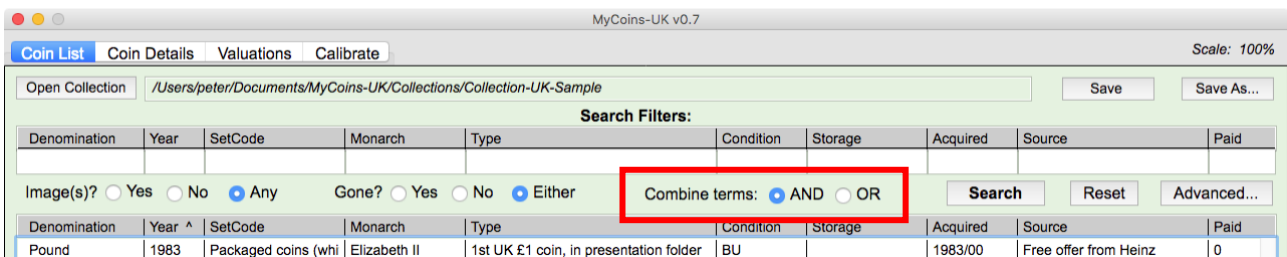 MyCoins-UK v0.7
Coin List Coin Details Valuations Calibrate Scale: 100%
Open Collection /Users/peter/Documents/MyCoins-UK/Collections/Collection-UK-Sample Save Save As...
Search Filters:
Denomination Year SetCode Monarch Type Condition Storage Acquired Source Paid
Image(s)? Yes No Any Gone? Yes No Either Combine terms: AND OR Search Reset Advanced...
Denomination Year ^ SetCode Monarch Type Condition Storage Acquired Source Paid
Pound 1983 Packaged coins (whi Elizabeth II 1st UK £1 coin, in presentation folder BU 1983/00 Free offer from Heinz 0